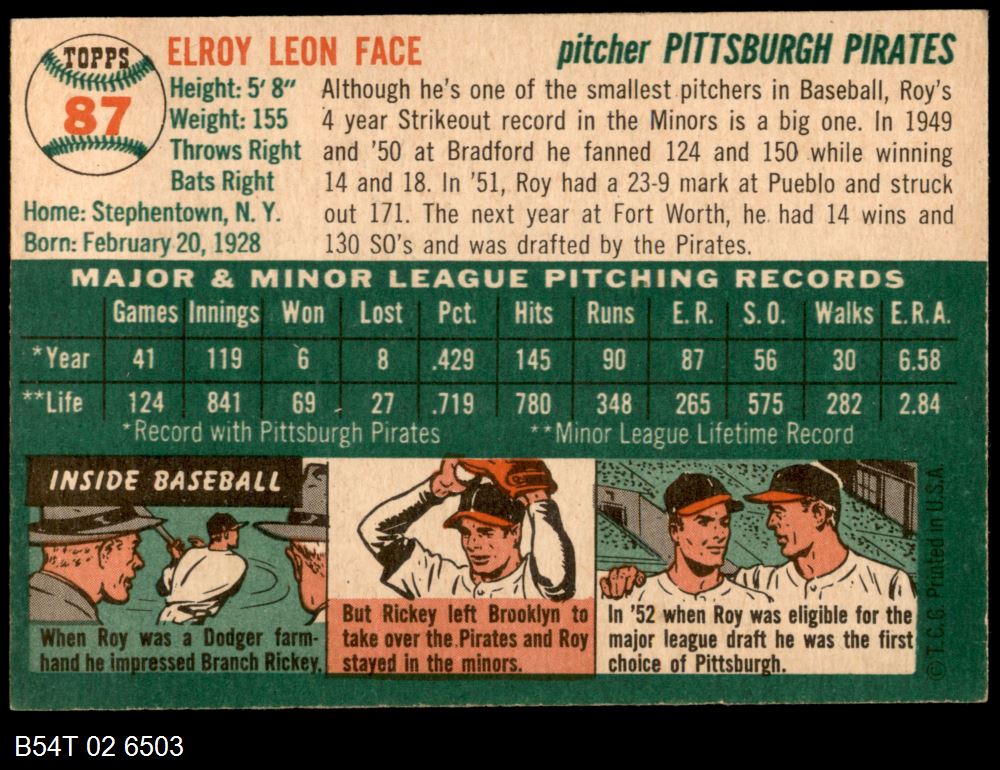 TOPPS
87
ELROY LEON FACE
pitcher PITTSBURGH PIRATES
Height: 5' 8"
Weight: 155
Throws Right
Bats Right
Home: Stephentown, N. Y.
Born: February 20, 1928
Although he's one of the smallest pitchers in Baseball, Roy's
4 year Strikeout record in the Minors is a big one. In 1949
and '50 at Bradford he fanned 124 and 150 while winning
14 and 18. In '51, Roy had a 23-9 mark at Pueblo and struck
out 171. The next year at Fort Worth, he had 14 wins and
130 SO's and was drafted by the Pirates.
MAJOR & MINOR LEAGUE PITCHING RECORDS
Games Innings Won Lost Pct. Hits Runs E. R. S. O. Walks E.R.A.
*Year 41 119 6 8 .429 145 90 87 56 30 6.58
**Life 124 841 69 27 .719 780 348 265 575 282 2.84
*Record with Pittsburgh Pirates **Minor League Lifetime Record
INSIDE BASEBALL
When Roy was a Dodger farm-
hand he impressed Branch Rickey.
But Rickey left Brooklyn to
take over the Pirates and Roy
stayed in the minors.
In '52 when Roy was eligible for the
major league draft he was the first
choice of Pittsburgh.
© T.C.G. Printed in U.S.A.
B54T 02 6503